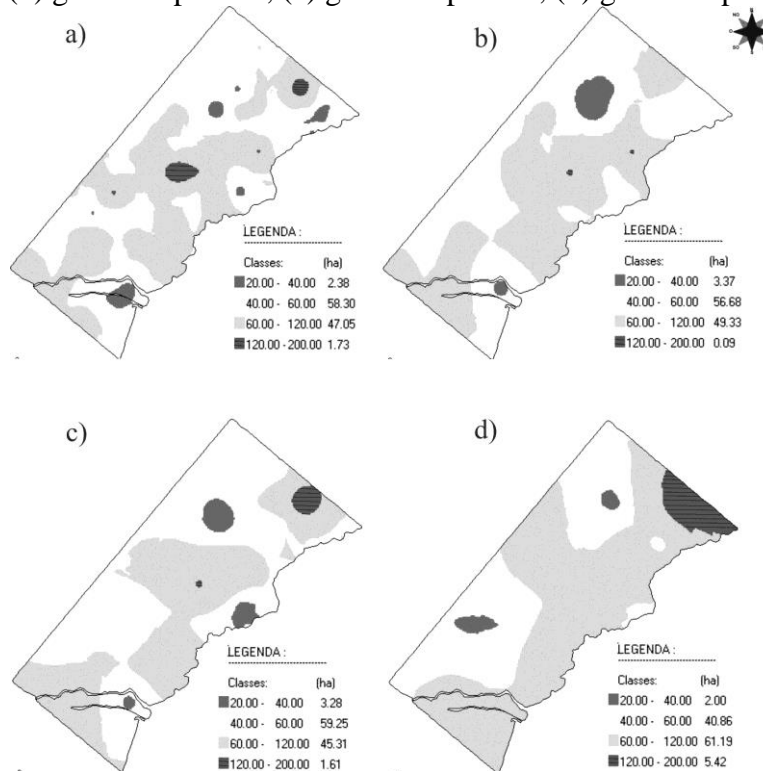 a)
b)
LEGENDA :
Classes: (ha)
20.00 - 40.00 2.38
40.00 - 60.00 58.30
60.00 - 120.00 47.05
120.00 - 200.00 1.73
LEGENDA :
Classes: (ha)
20.00 - 40.00 3.37
40.00 - 60.00 56.68
60.00 - 120.00 49.33
120.00 - 200.00 0.09
c)
d)
LEGENDA :
Classes: (ha)
20.00 - 40.00 3.28
40.00 - 60.00 59.25
60.00 - 120.00 45.31
120.00 - 200.00 1.61
LEGENDA :
Classes: (ha)
20.00 - 40.00 2.00
40.00 - 60.00 40.86
60.00 - 120.00 61.19
120.00 - 200.00 5.42